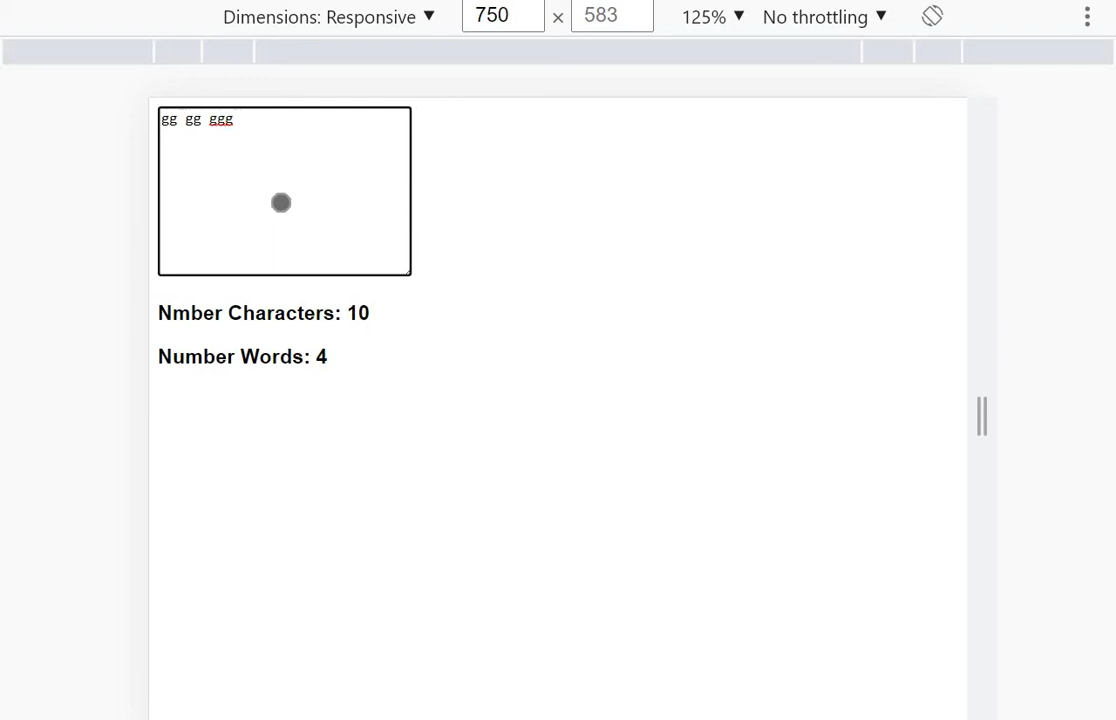 Dimensions: Responsive ▼ 750 × 583 125% ▼ No throttling ▼
gg gg ggg
Nmber Characters: 10
Number Words: 4